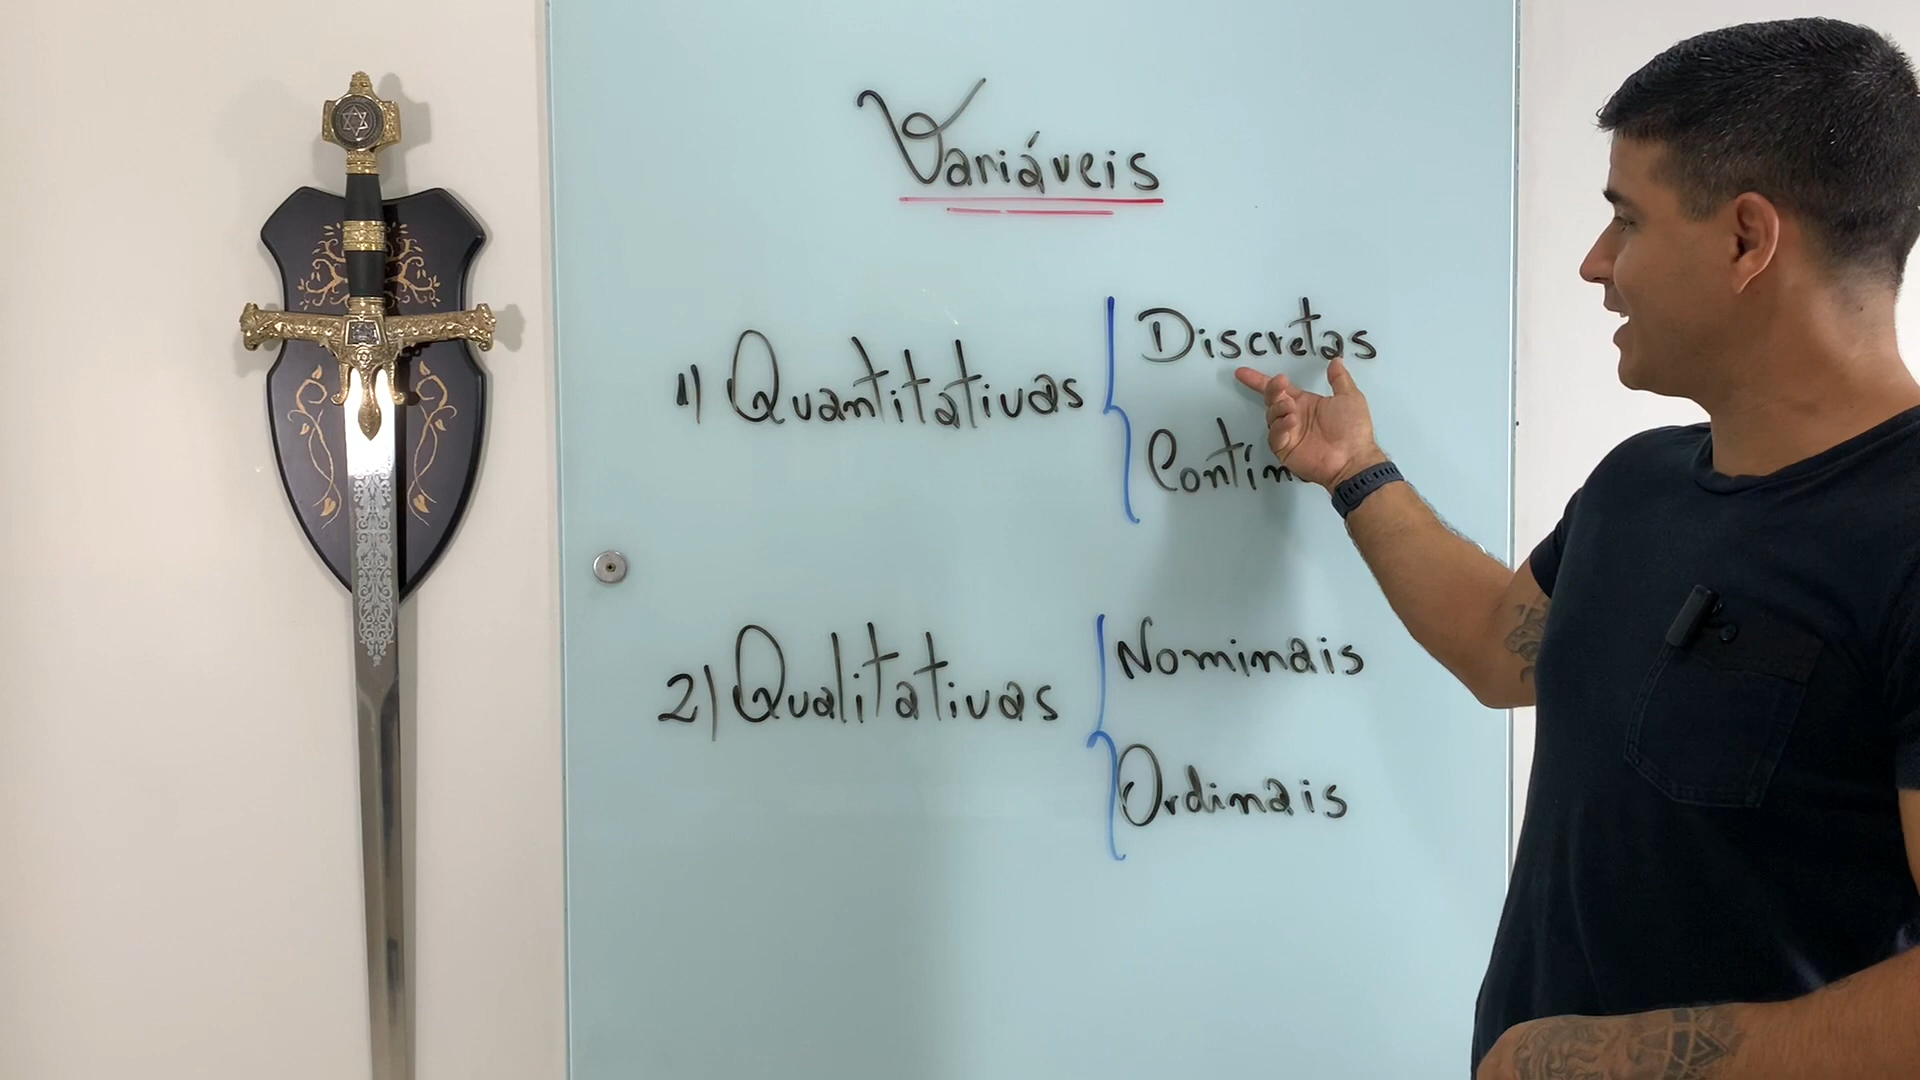 Variáveis
1) Quantitativas
Discretas
2) Qualitativas
Nominais
Ordinais